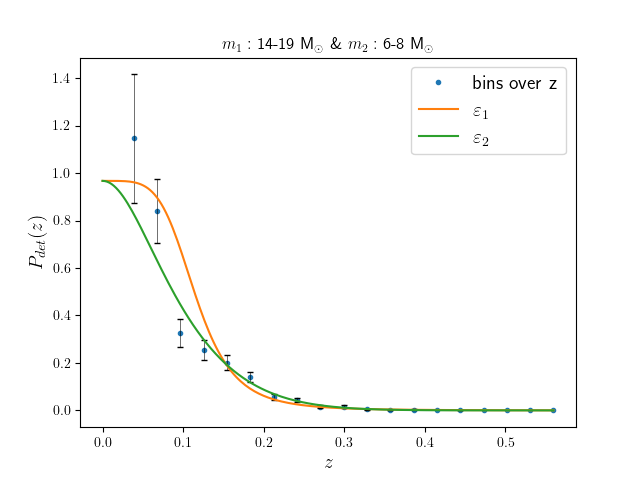 m₁ : 14-19 M⊙ & m₂ : 6-8 M⊙
bins over z
ε₁
ε₂
P_det(z)
1.4
1.2
1.0
0.8
0.6
0.4
0.2
0.0
0.0 0.1 0.2 0.3 0.4 0.5
z